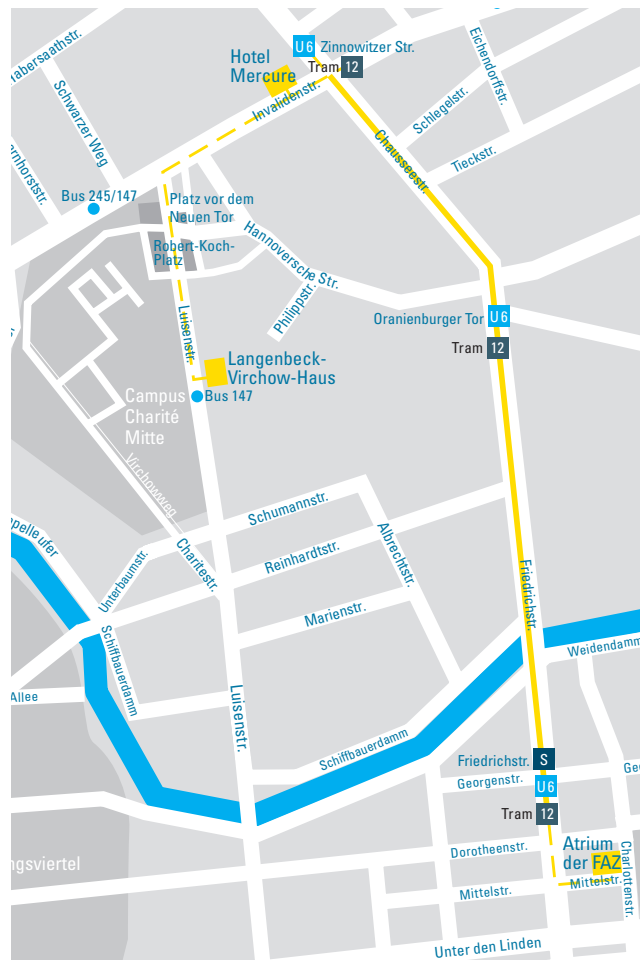 U6 Zinnowitzer Str.
Tram 12
Hotel
Mercure
Invalidenstr.
Schwarzer Weg
Eichendorffstr.
Schlegelstr.
Tieckstr.
Chausseestr.
Bus 245/147
Platz vor dem
Neuen Tor
Robert-Koch-
Platz
Hannoversche Str.
Philippstr.
Oranienburger Tor U6
Tram 12
Luisenstr.
Langenbeck-
Virchow-Haus
Bus 147
Campus
Charité
Mitte
Virchowweg
Schumannstr.
Albrechtstr.
Reinhardtstr.
Charitestr.
Unterbaumstr.
Marienstr.
Friedrichstr.
Schiffbauerdamm
Weidendamm
Allee
Luisenstr.
Schiffbauerdamm
Friedrichstr. S
U6
Georgenstr.
Tram 12
Atrium
der FAZ
Dorotheenstr.
Mittelstr.
Mittelstr.
Charlottenstr.
Unter den Linden